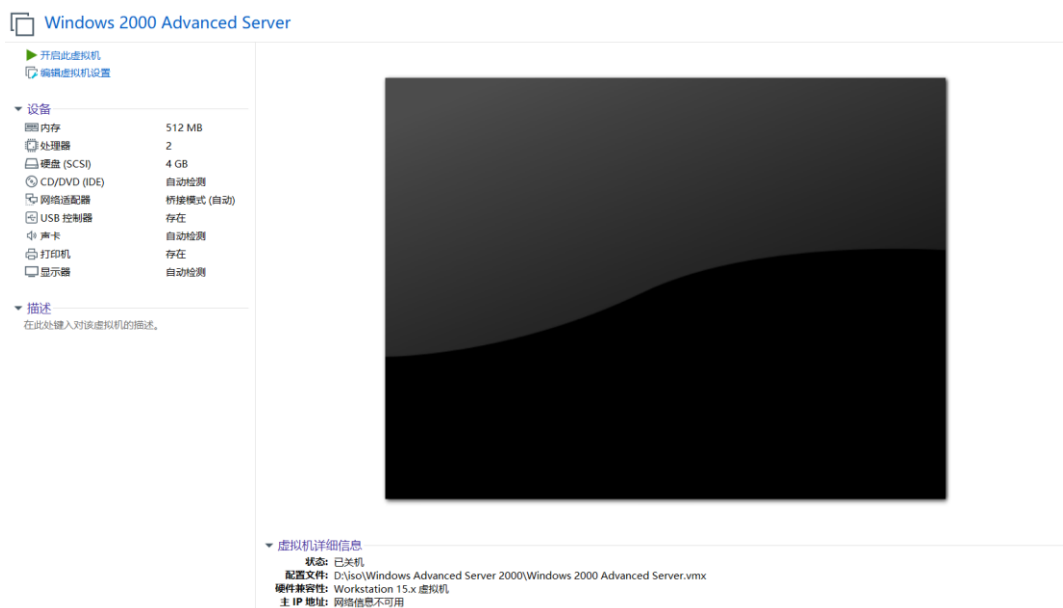 Windows 2000 Advanced Server
开启此虚拟机
编辑虚拟机设置
设备
内存 512 MB
处理器 2
硬盘 (SCSI) 4 GB
CD/DVD (IDE) 自动检测
网络适配器 桥接模式 (自动)
USB 控制器 存在
声卡 自动检测
打印机 存在
显示器 自动检测
描述
在此处键入对该虚拟机的描述。
虚拟机详细信息
状态: 已关机
配置文件: D:\iso\Windows Advanced Server 2000\Windows 2000 Advanced Server.vmx
硬件兼容性: Workstation 15.x 虚拟机
主 IP 地址: 网络信息不可用